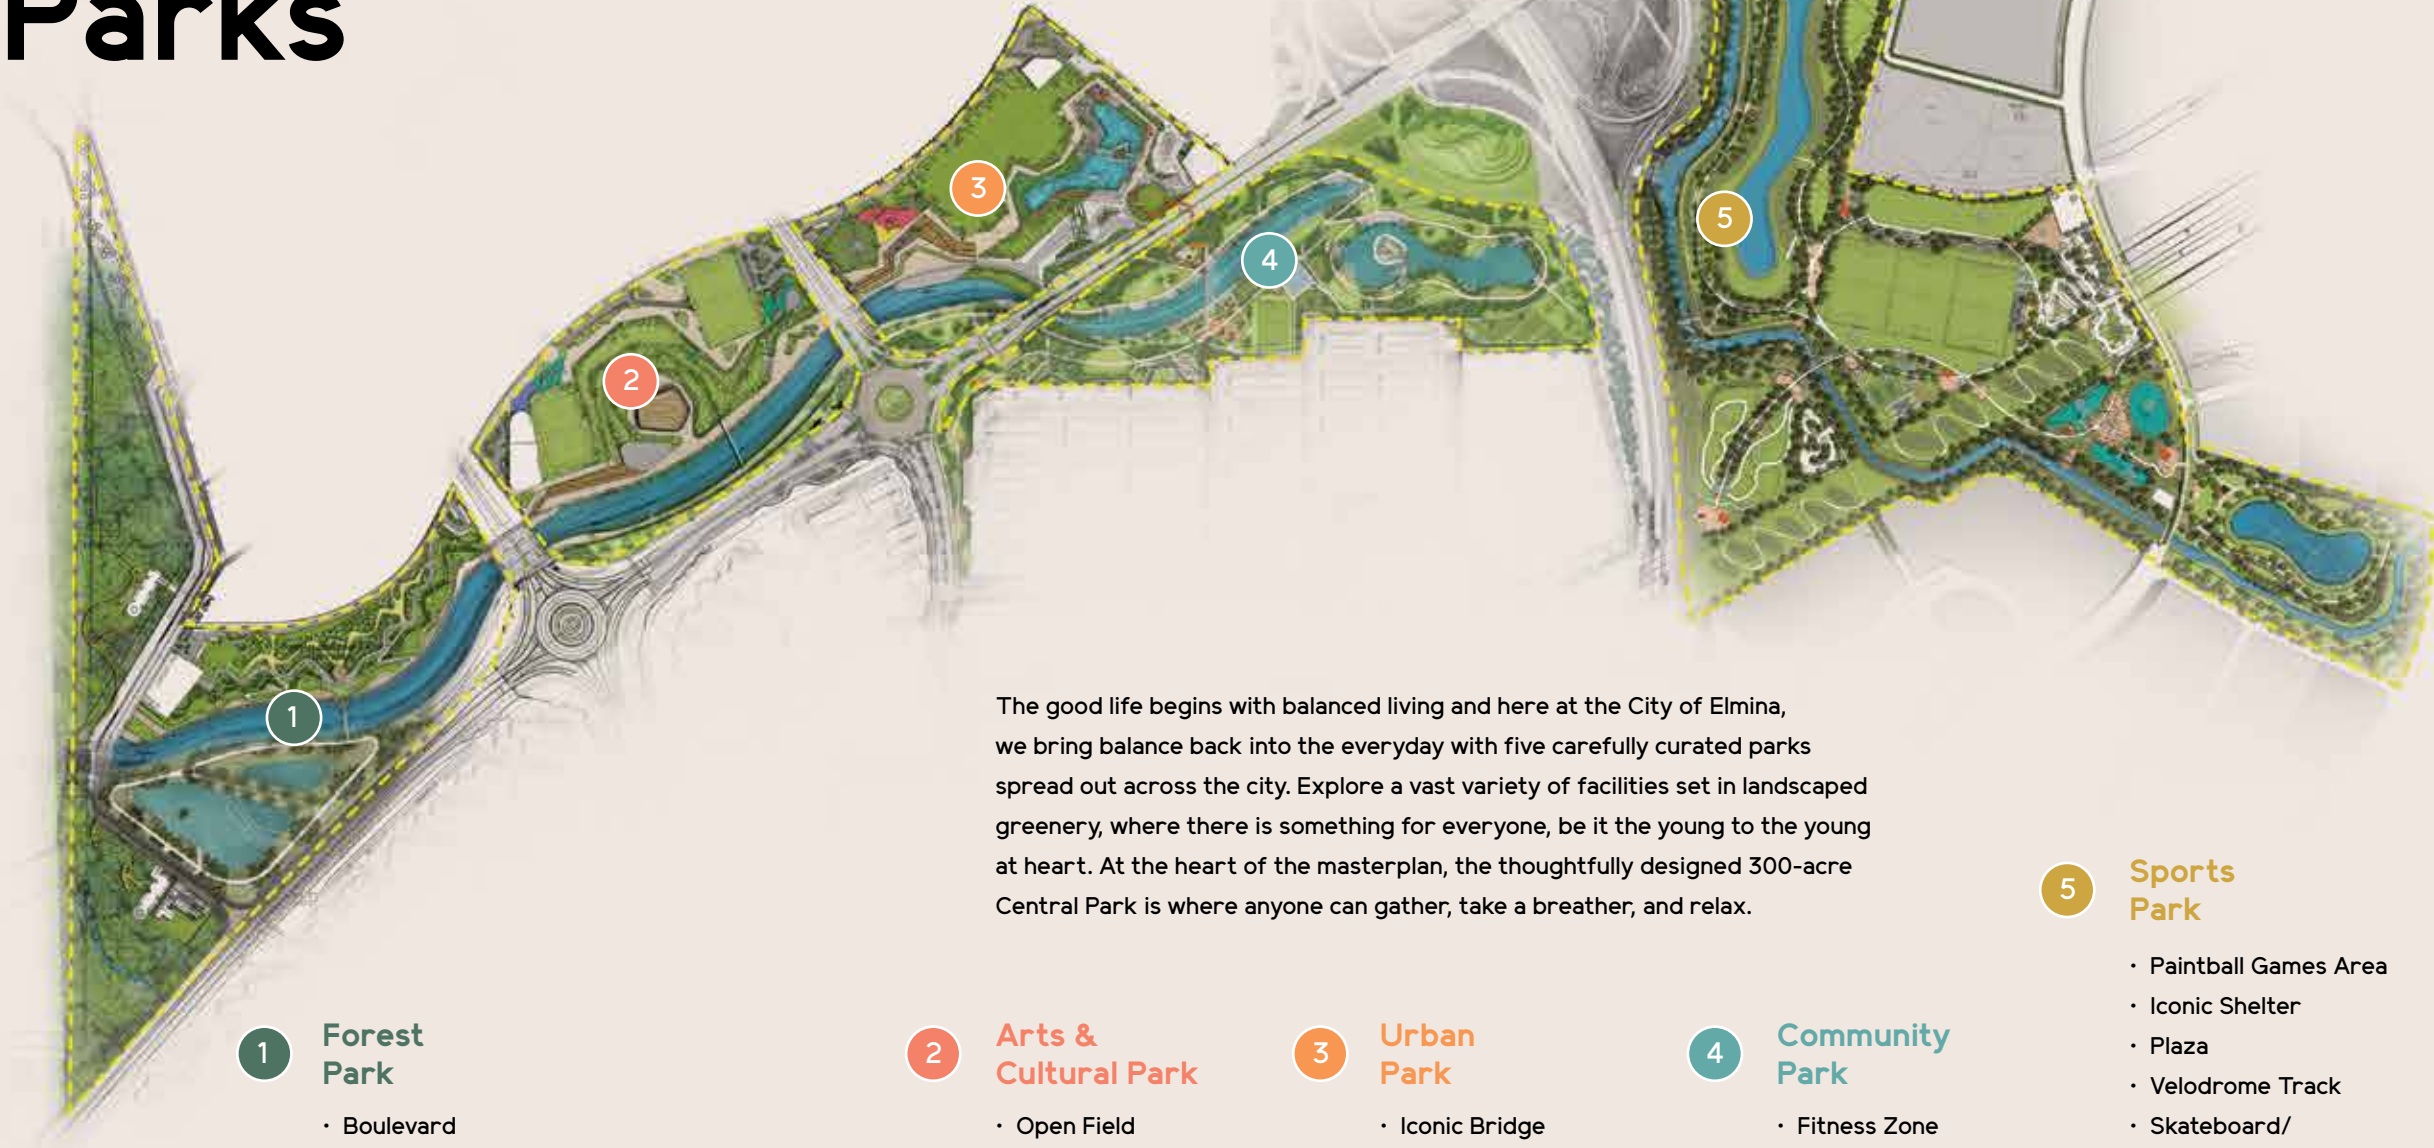 Parks
3
5
4
2
1
The good life begins with balanced living and here at the City of Elmina,
we bring balance back into the everyday with five carefully curated parks
spread out across the city. Explore a vast variety of facilities set in landscaped
greenery, where there is something for everyone, be it the young to the young
at heart. At the heart of the masterplan, the thoughtfully designed 300-acre
Central Park is where anyone can gather, take a breather, and relax.
1
Forest
Park
• Boulevard
2
Arts &
Cultural Park
• Open Field
3
Urban
Park
• Iconic Bridge
4
Community
Park
• Fitness Zone
5
Sports
Park
• Paintball Games Area
• Iconic Shelter
• Plaza
• Velodrome Track
• Skateboard/